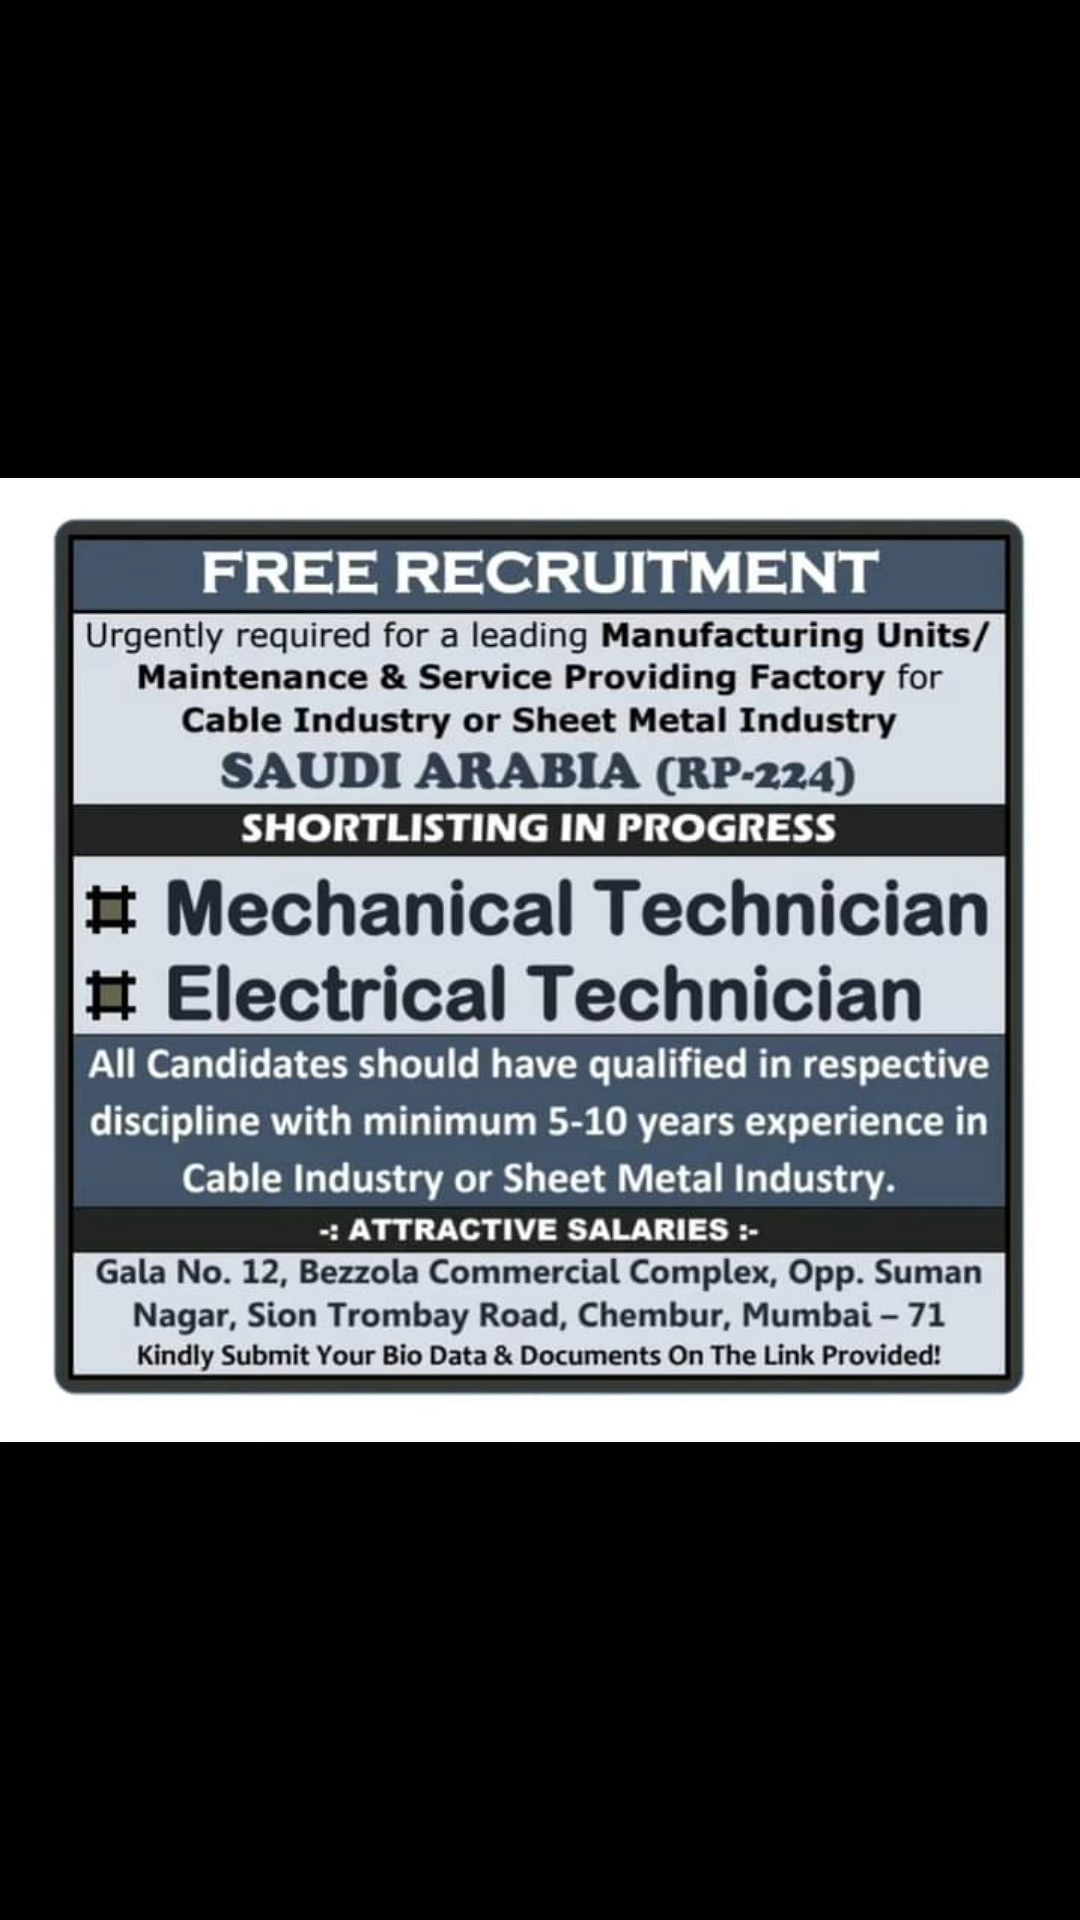 FREE RECRUITMENT
Urgently required for a leading Manufacturing Units/
Maintenance & Service Providing Factory for
Cable Industry or Sheet Metal Industry
SAUDI ARABIA (RP-224)
SHORTLISTING IN PROGRESS
Mechanical Technician
Electrical Technician
All Candidates should have qualified in respective
discipline with minimum 5-10 years experience in
Cable Industry or Sheet Metal Industry.
-: ATTRACTIVE SALARIES :-
Gala No. 12, Bezzola Commercial Complex, Opp. Suman
Nagar, Sion Trombay Road, Chembur, Mumbai – 71
Kindly Submit Your Bio Data & Documents On The Link Provided!